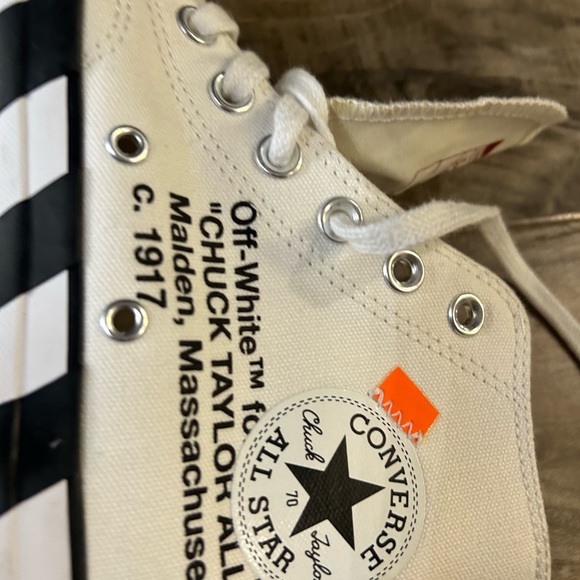 Off-White™ fo
"CHUCK TAYLOR ALL
Malden, Massachuse
c. 1917
CONVERSE
Chuck
70
Taylor
ALL STAR